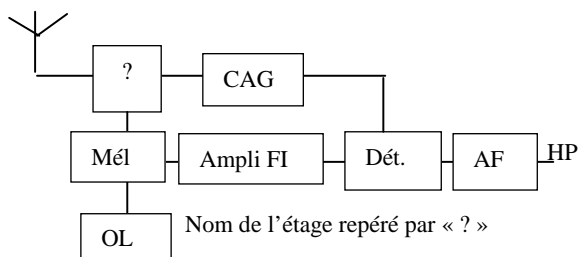 ?
CAG
Mél
Ampli FI
Dét.
AF
HP
OL
Nom de l’étage repéré par « ? »